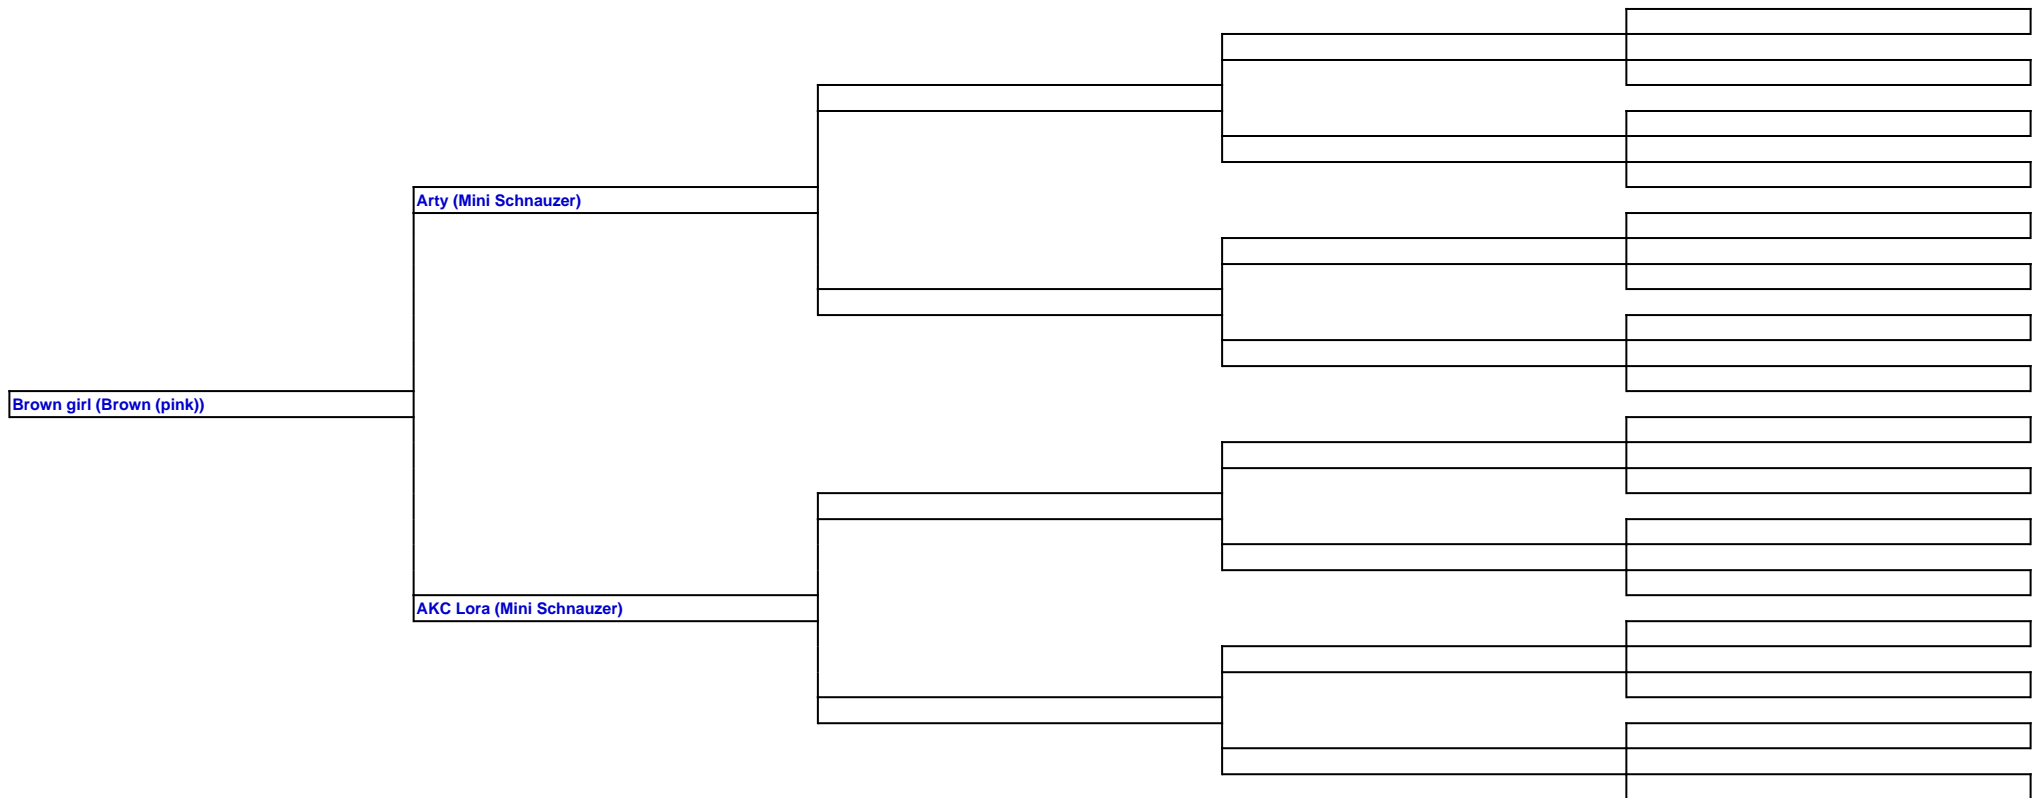 Arty (Mini Schnauzer)
Brown girl (Brown (pink))
AKC Lora (Mini Schnauzer)